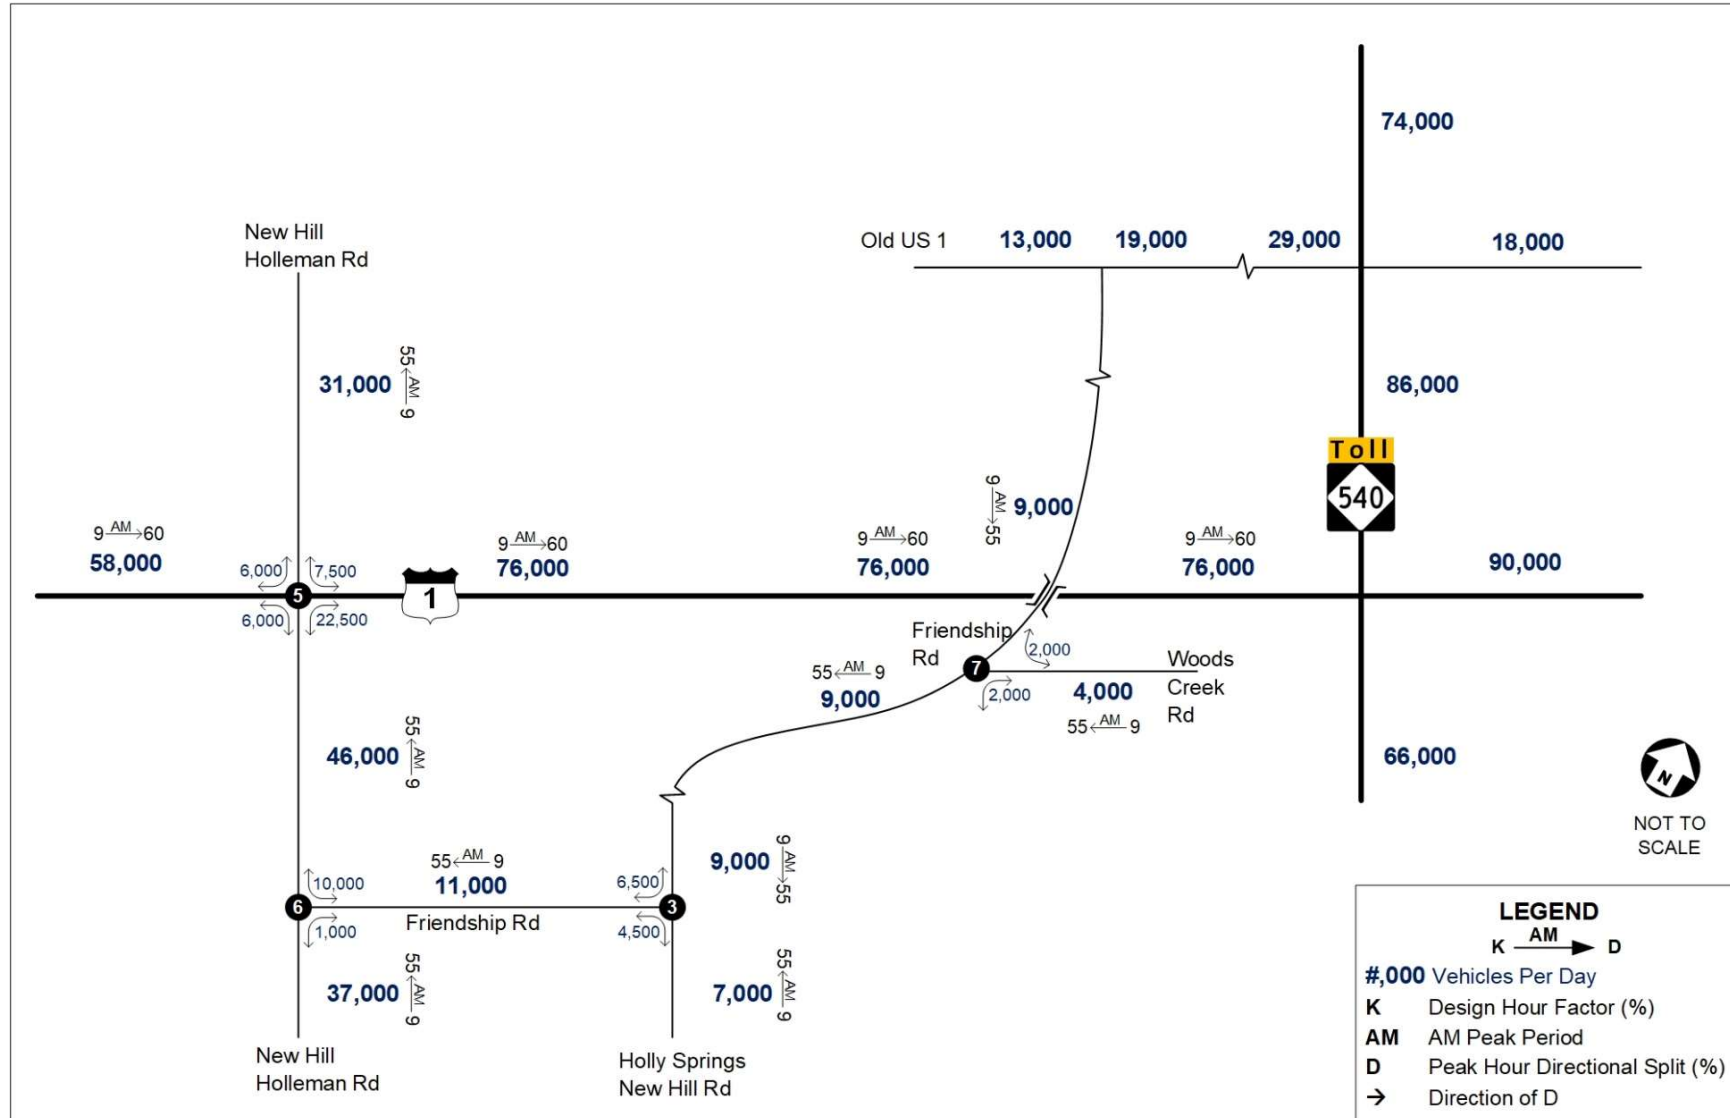 74,000
New Hill
Holleman Rd
Old US 1
13,000
19,000
29,000
18,000
31,000
55 AM 9
86,000
Toll
540
9 AM 55
9,000
9 AM 60
58,000
9 AM 60
76,000
9 AM 60
76,000
9 AM 60
76,000
90,000
6,000
7,500
5
1
6,000
22,500
Friendship
Rd
2,000
7
2,000
Woods
Creek
Rd
4,000
55 AM 9
55 AM 9
9,000
46,000
55 AM 9
66,000
N
NOT TO
SCALE
55 AM 9
11,000
10,000
6
1,000
Friendship Rd
6,500
3
4,500
9,000
9 AM 55
37,000
55 AM 9
7,000
55 AM 9
New Hill
Holleman Rd
Holly Springs
New Hill Rd
LEGEND
K AM D
#,000 Vehicles Per Day
K Design Hour Factor (%)
AM AM Peak Period
D Peak Hour Directional Split (%)
→ Direction of D